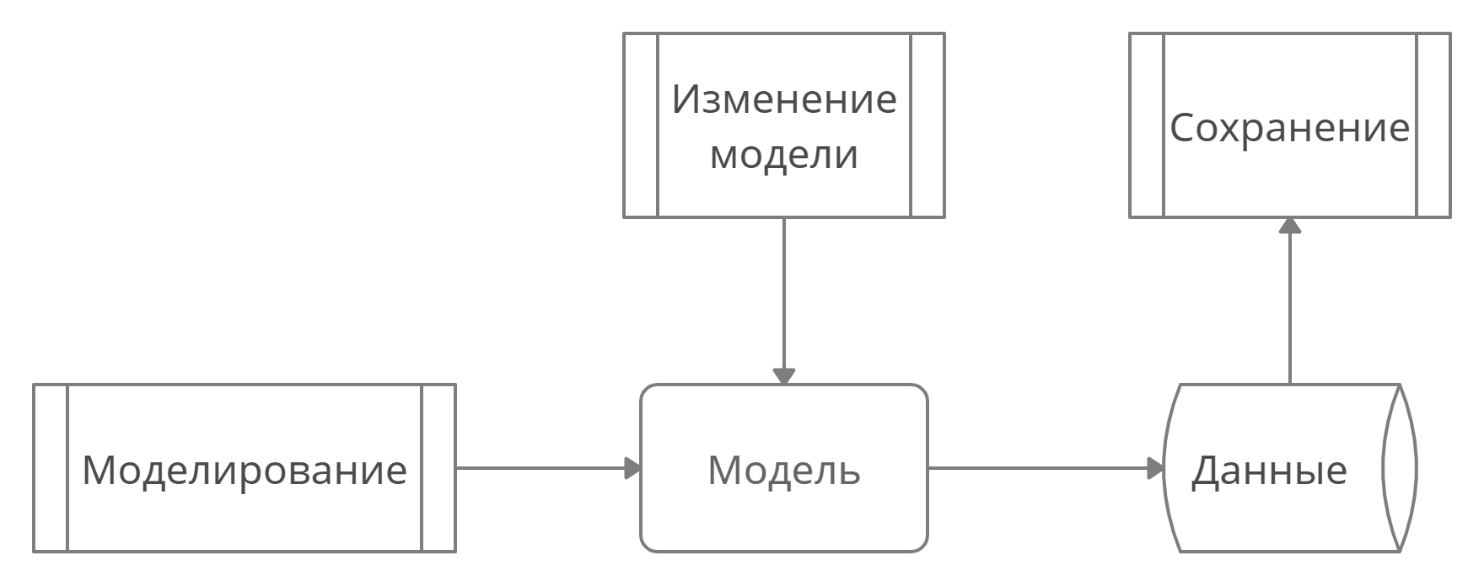 Изменение
модели
Сохранение
Моделирование
Модель
Данные